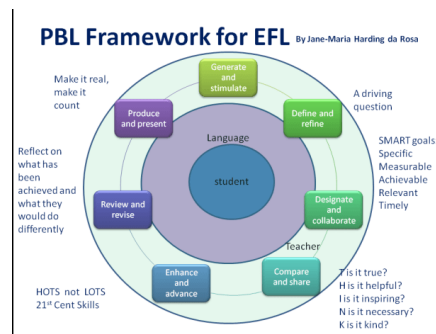 PBL Framework for EFL By Jane-Maria Harding da Rosa
Make it real,
make it
count
Generate
and
stimulate
A driving
question
Produce
and present
Define and
refine
Language
student
Reflect on
what has
been
achieved and
what they
would do
differently
SMART goals
Specific
Measurable
Achievable
Relevant
Timely
Review and
revise
Designate
and
collaborate
Teacher
Enhance
and
advance
Compare
and share
HOTS not LOTS
21st Cent Skills
T is it true?
H is it helpful?
I is it inspiring?
N is it necessary?
K is it kind?